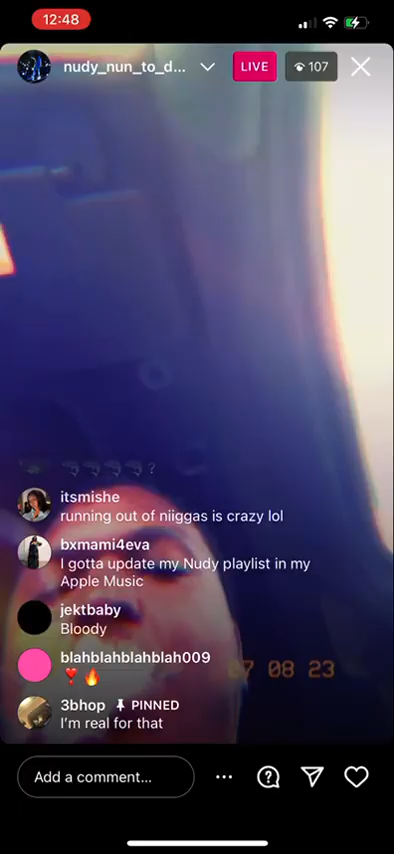 12:48
nudy_nun_to_d...
LIVE
107
?
itsmishe
running out of niiggas is crazy lol
bxmami4eva
I gotta update my Nudy playlist in my
Apple Music
jektbaby
Bloody
blahblahblahblah009
❣️🔥
07 08 23
3bhop 📌 PINNED
I'm real for that
Add a comment...